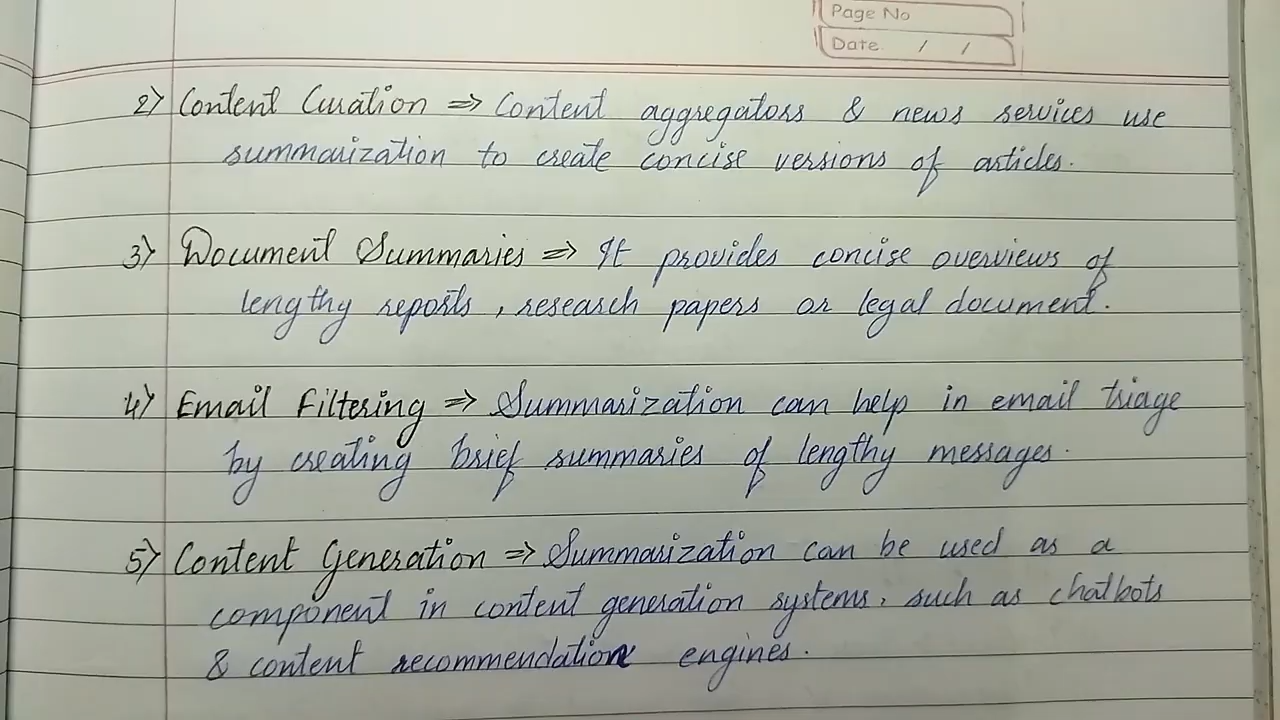 Page No
Date / /
2) Content Curation => Content aggregators & news services use
summarization to create concise versions of articles.
3) Document Summaries => It provides concise overviews of
lengthy reports, research papers or legal document.
4) Email Filtering => Summarization can help in email triage
by creating brief summaries of lengthy messages.
5) Content Generation => Summarization can be used as a
component in content generation systems, such as chatbots
& content recommendation engines.